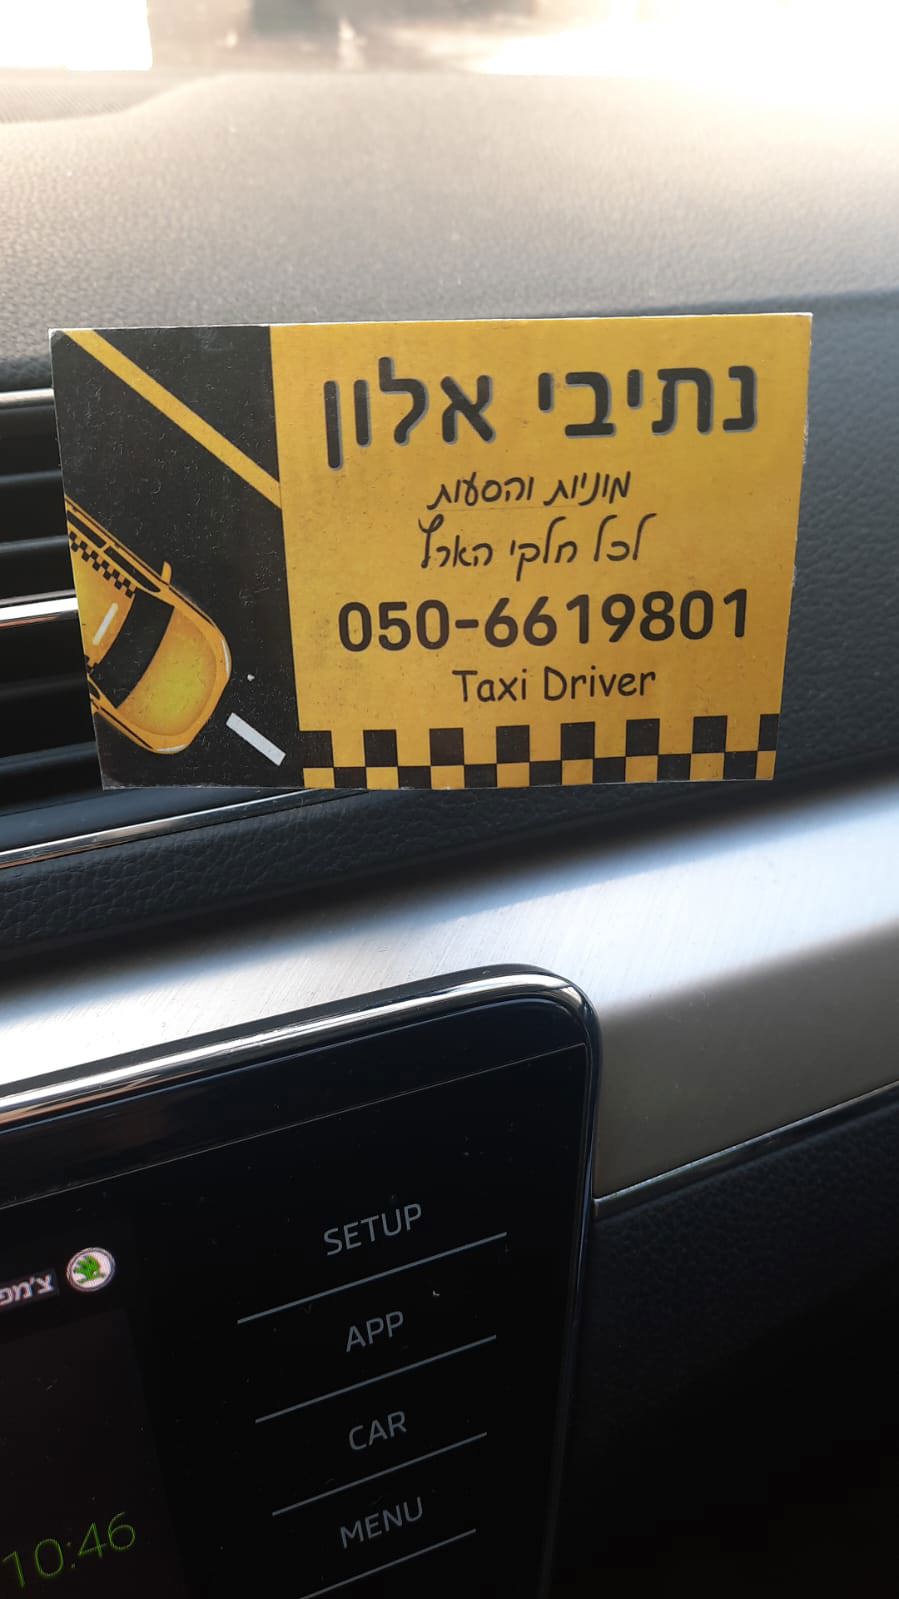 נתיבי אלון
מוניות והסעות
לכל חלקי הארץ
050-6619801
Taxi Driver
SETUP
APP
CAR
MENU
10:46